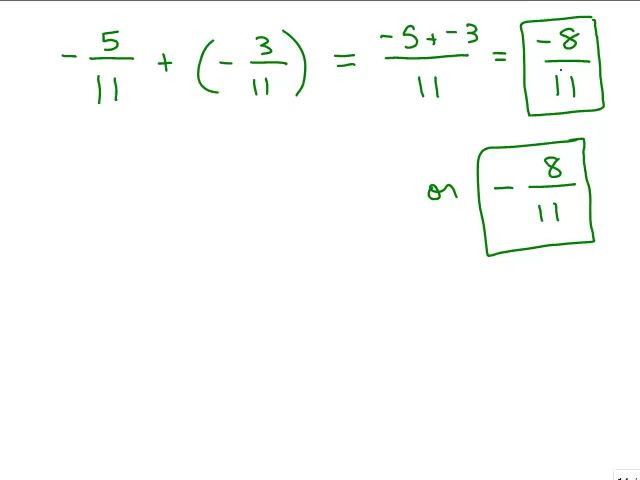 - 5/11 + (- 3/11) = -5 + -3/11 = -8/11
or - 8/11